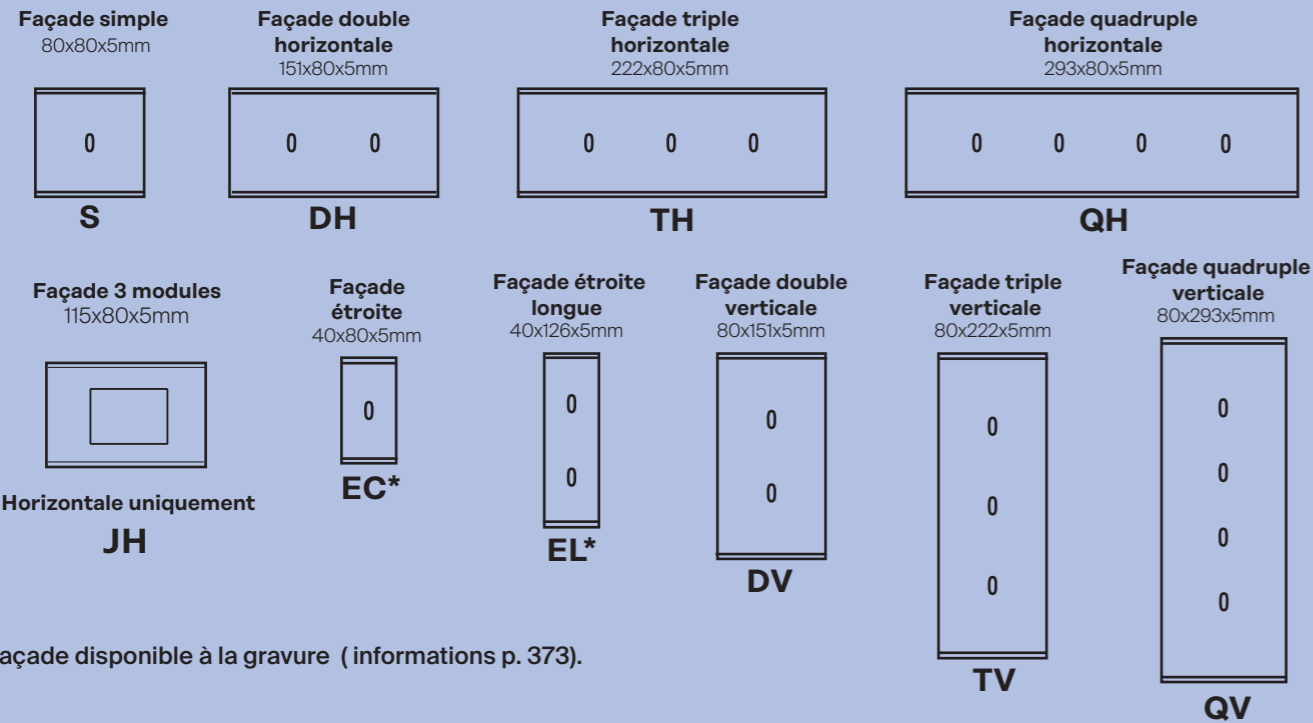 Façade simple
80x80x5mm
Façade double
horizontale
151x80x5mm
Façade triple
horizontale
222x80x5mm
Façade quadruple
horizontale
293x80x5mm
0
0 0
0 0 0
0 0 0 0
S
DH
TH
QH
Façade 3 modules
115x80x5mm
Horizontale uniquement
JH
Façade
étroite
40x80x5mm
0
EC*
Façade étroite
longue
40x126x5mm
0
0
EL*
Façade double
verticale
80x151x5mm
0
0
DV
Façade triple
verticale
80x222x5mm
0
0
0
TV
Façade quadruple
verticale
80x293x5mm
0
0
0
0
QV
açade disponible à la gravure ( informations p. 373).